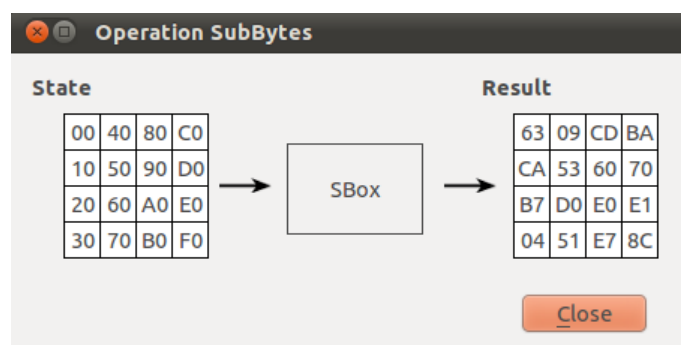 Operation SubBytes
State
Result
00 40 80 C0
63 09 CD BA
10 50 90 D0
CA 53 60 70
SBox
20 60 A0 E0
B7 D0 E0 E1
30 70 B0 F0
04 51 E7 8C
Close